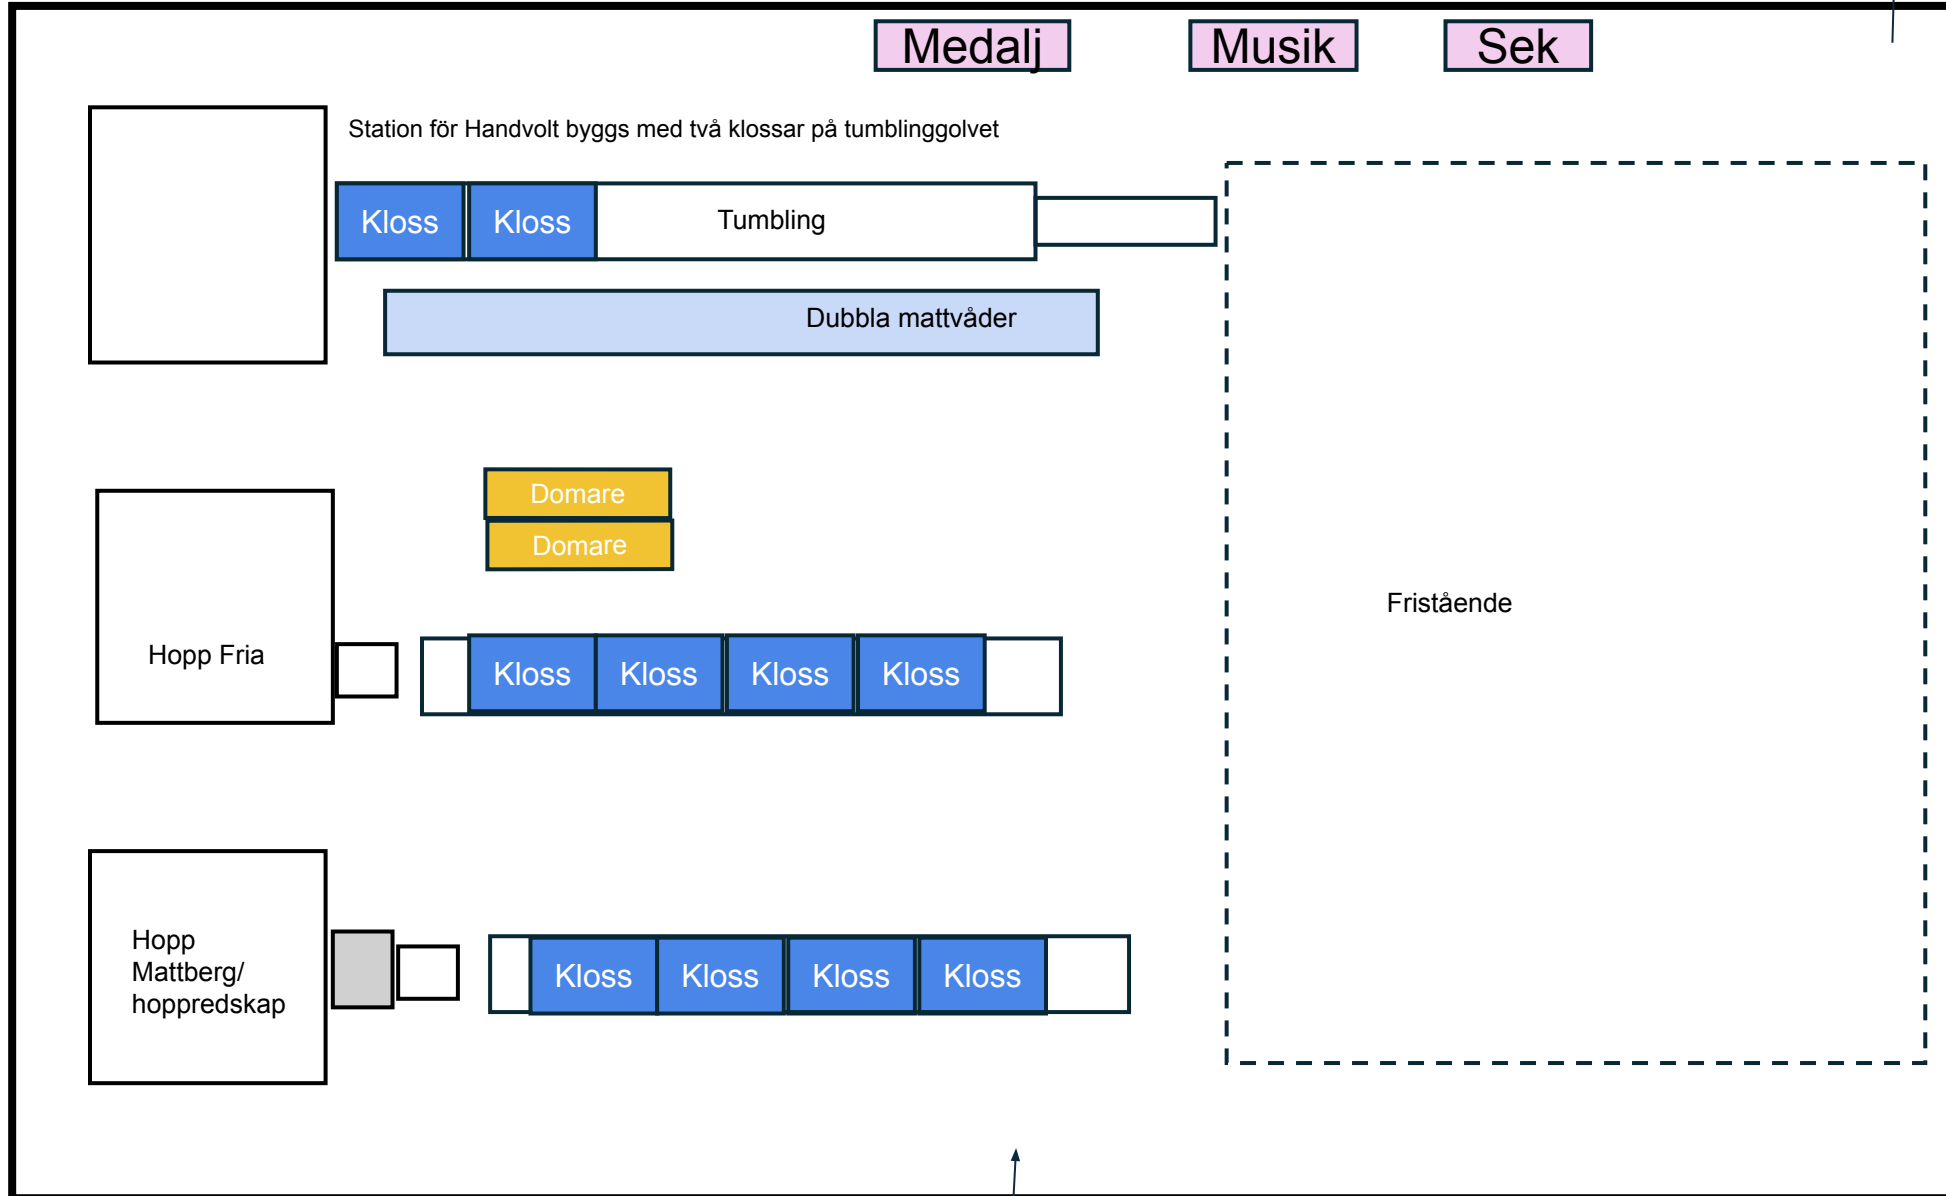 Medalj
Musik
Sek
Station för Handvolt byggs med två klossar på tumblinggolvet
Kloss
Kloss
Tumbling
Dubbla mattvåder
Domare
Domare
Fristående
Hopp Fria
Kloss
Kloss
Kloss
Kloss
Hopp
Mattberg/
hoppredskap
Kloss
Kloss
Kloss
Kloss